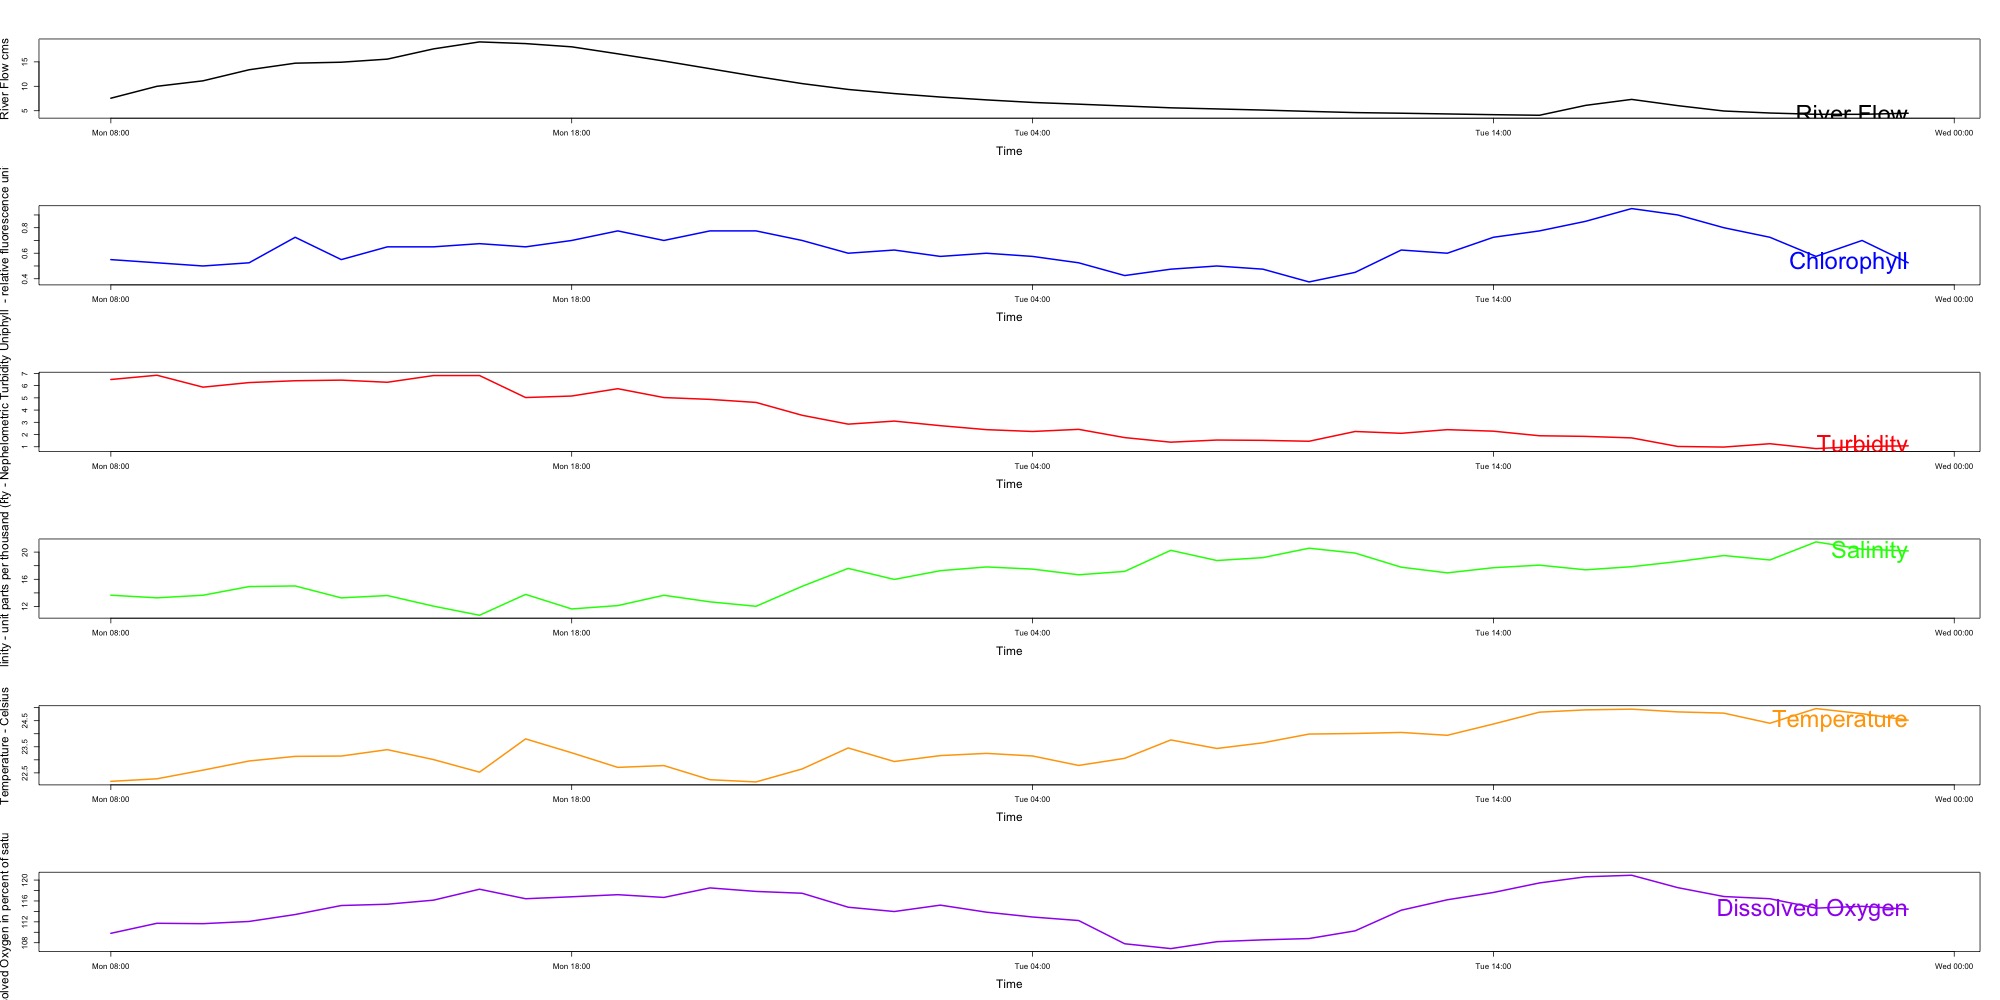 River Flow cms
15
10
5
River Flow
Mon 08:00
Mon 18:00
Tue 04:00
Tue 14:00
Wed 00:00
Time
- relative fluorescence uni
0.8
0.6
0.4
Chlorophyll
Mon 08:00
Mon 18:00
Tue 04:00
Tue 14:00
Wed 00:00
Time
- Nephelometric Turbidity
7
6
5
4
3
2
1
Turbidity
Mon 08:00
Mon 18:00
Tue 04:00
Tue 14:00
Wed 00:00
Time
linity - unit parts per thousand
20
16
12
Salinity
Mon 08:00
Mon 18:00
Tue 04:00
Tue 14:00
Wed 00:00
Time
Temperature - Celsius
24.5
23.5
22.5
Temperature
Mon 08:00
Mon 18:00
Tue 04:00
Tue 14:00
Wed 00:00
Time
olved Oxygen in percent of satu
120
116
112
108
Dissolved Oxygen
Mon 08:00
Mon 18:00
Tue 04:00
Tue 14:00
Wed 00:00
Time